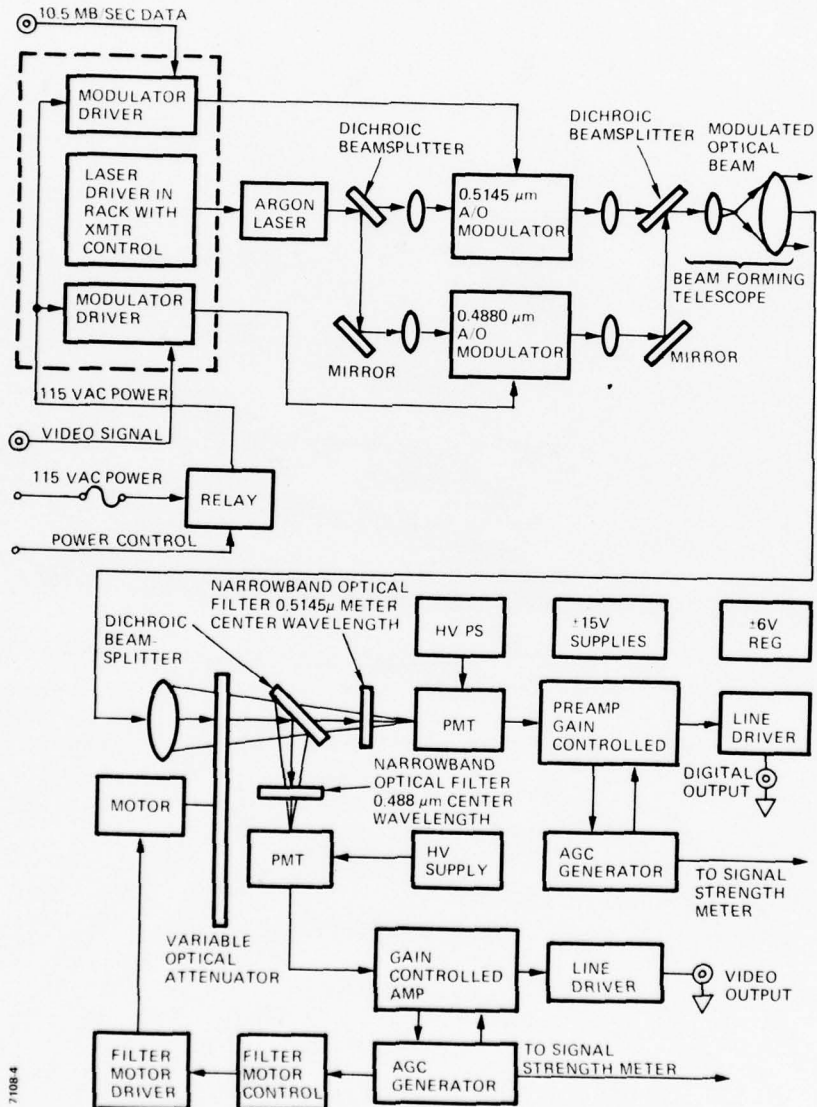 10.5 MB/SEC DATA
MODULATOR
DRIVER
LASER
DRIVER IN
RACK WITH
XMTR
CONTROL
MODULATOR
DRIVER
ARGON
LASER
DICHROIC
BEAMSPLITTER
0.5145 μm
A/O
MODULATOR
DICHROIC
BEAMSPLITTER
MODULATED
OPTICAL
BEAM
BEAM FORMING
TELESCOPE
MIRROR
0.4880 μm
A/O
MODULATOR
MIRROR
115 VAC POWER
VIDEO SIGNAL
115 VAC POWER
RELAY
POWER CONTROL
NARROWBAND OPTICAL
FILTER 0.5145μ METER
CENTER WAVELENGTH
DICHROIC
BEAM-
SPLITTER
HV PS
±15V
SUPPLIES
±6V
REG
PMT
PREAMP
GAIN
CONTROLLED
LINE
DRIVER
DIGITAL
OUTPUT
NARROWBAND
OPTICAL FILTER
0.488 μm CENTER
WAVELENGTH
MOTOR
PMT
HV
SUPPLY
AGC
GENERATOR
TO SIGNAL
STRENGTH
METER
VARIABLE
OPTICAL
ATTENUATOR
GAIN
CONTROLLED
AMP
LINE
DRIVER
VIDEO
OUTPUT
FILTER
MOTOR
DRIVER
FILTER
MOTOR
CONTROL
AGC
GENERATOR
TO SIGNAL
STRENGTH METER
7108-4